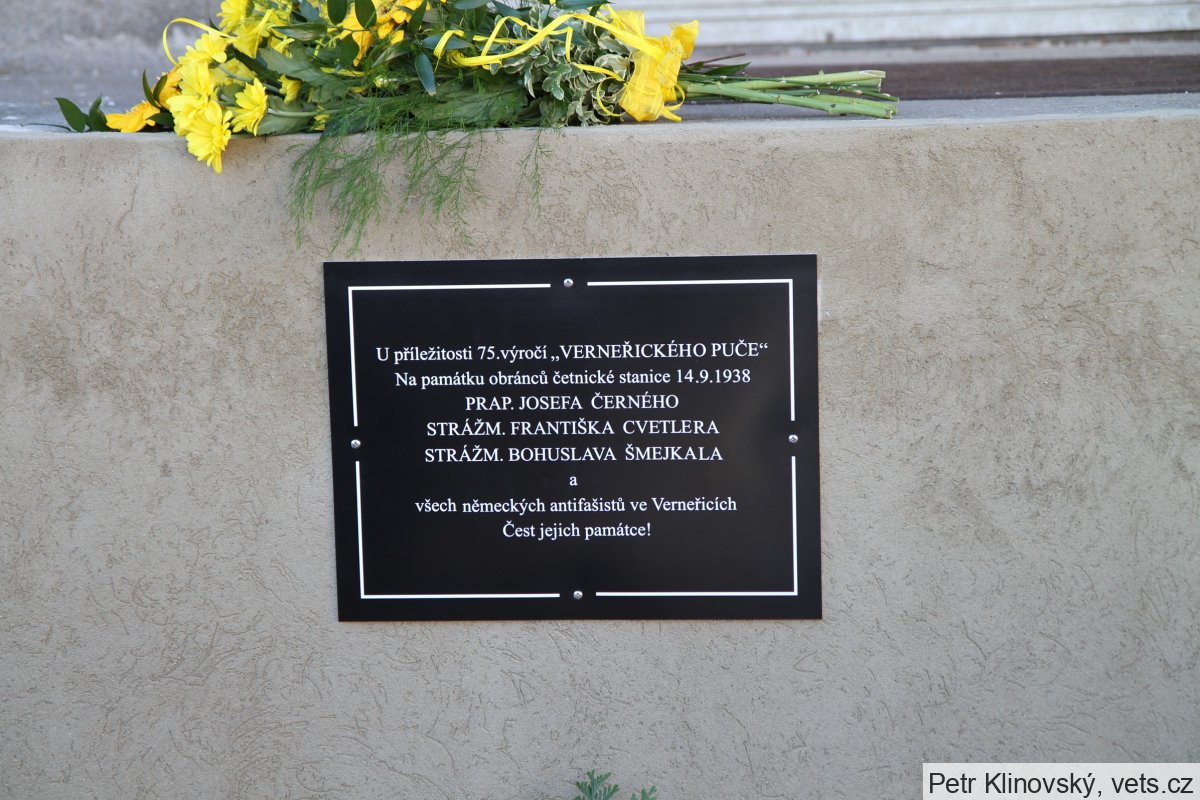 U příležitosti 75.výročí „VERNEŘICKÉHO PUČE“
Na památku obránců četnické stanice 14.9.1938
PRAP. JOSEFA ČERNÉHO
STRÁŽM. FRANTIŠKA CVETLERA
STRÁŽM. BOHUSLAVA ŠMEJKALA
a
všech německých antifašistů ve Verneřicích
Čest jejich památce!
Petr Klinovský, vets.cz